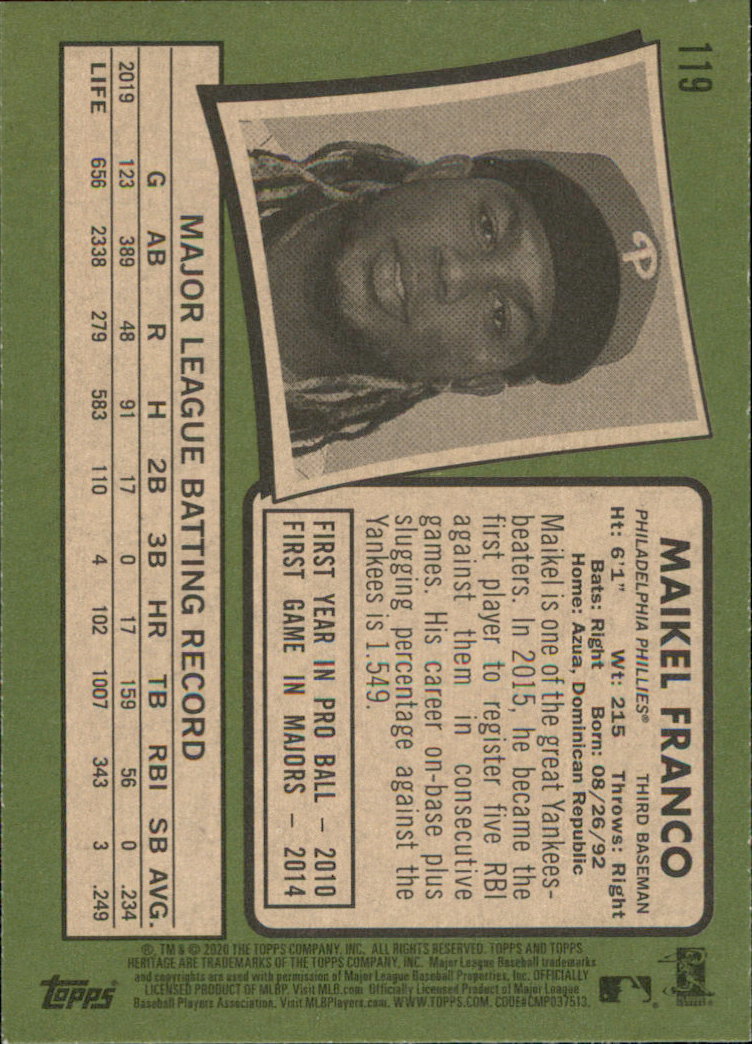 119
P
MAIKEL FRANCO
PHILADELPHIA PHILLIES® THIRD BASEMAN
Ht: 6'1" Wt: 215 Throws: Right
Bats: Right Born: 08/26/92
Home: Azua, Dominican Republic
Maikel is one of the great Yankees-
beaters. In 2015, he became the
first player to register five RBI
against them in consecutive
games. His career on-base plus
slugging percentage against the
Yankees is 1.549.
FIRST YEAR IN PRO BALL – 2010
FIRST GAME IN MAJORS – 2014
MAJOR LEAGUE BATTING RECORD
G AB R H 2B 3B HR TB RBI SB AVG.
2019 123 389 48 91 17 0 17 159 56 0 .234
LIFE 656 2338 279 583 110 4 102 1007 343 3 .249
®, TM & © 2020 THE TOPPS COMPANY, INC. ALL RIGHTS RESERVED. TOPPS AND TOPPS
HERITAGE ARE TRADEMARKS OF THE TOPPS COMPANY, INC. Major League Baseball trademarks
and copyrights are used with permission of Major League Baseball Properties, Inc. OFFICIALLY
LICENSED PRODUCT OF MLBP. Visit MLB.com Officially Licensed Product of Major League
Baseball Players Association. Visit MLBPlayers.com. WWW.TOPPS.COM. CODE#CMP037513.
topps